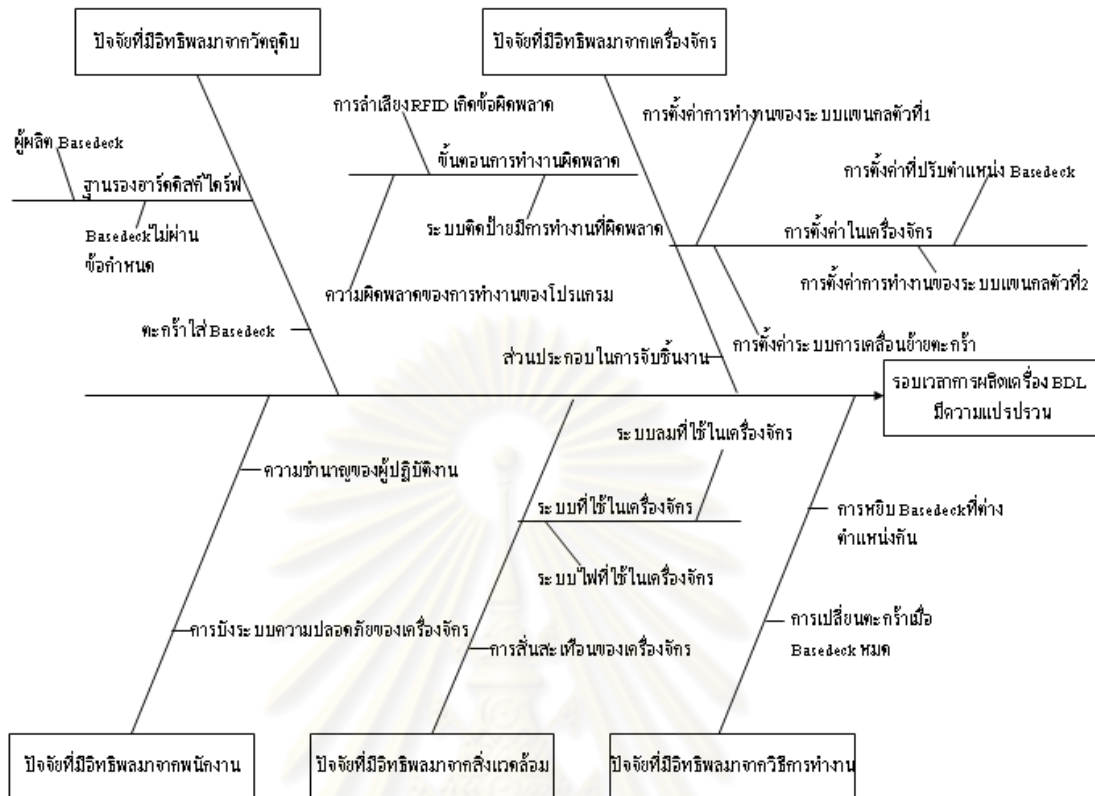 ปัจจัยที่มีอิทธิพลมาจากวัตถุดิบ
ปัจจัยที่มีอิทธิพลมาจากเครื่องจักร
การลำเลียงRFID เกิดข้อผิดพลาด
การตั้งค่าการทำงานของระบบแขนกลตัวที่1
ผู้ผลิต Basedeck
ขั้นตอนการทำงานผิดพลาด
การตั้งค่าที่ปรับตำแหน่ง Basedeck
ฐานรองฮาร์ดดิสก์ไดร์ฟ
Basedeckไม่ผ่าน
ข้อกำหนด
ระบบติดป้ายมีการทำงานที่ผิดพลาด
การตั้งค่าในเครื่องจักร
การตั้งค่าการทำงานของระบบแขนกลตัวที่2
ความผิดพลาดของการทำงานของโปรแกรม
ตะกร้าใส่ Basedeck
การตั้งค่าระบบการเคลื่อนย้ายตะกร้า
ส่วนประกอบในการจับชิ้นงาน
รอบเวลาการผลิตเครื่อง BDL
มีความแปรปรวน
ระบบลมที่ใช้ในเครื่องจักร
ความชำนาญของผู้ปฏิบัติงาน
ระบบที่ใช้ในเครื่องจักร
การหยิบ Basedeckที่ต่าง
ตำแหน่งกัน
ระบบไฟที่ใช้ในเครื่องจักร
การบังระบบความปลอดภัยของเครื่องจักร
การสั่นสะเทือนของเครื่องจักร
การเปลี่ยนตะกร้าเมื่อ
Basedeck หมด
ปัจจัยที่มีอิทธิพลมาจากพนักงาน
ปัจจัยที่มีอิทธิพลมาจากสิ่งแวดล้อม
ปัจจัยที่มีอิทธิพลมาจากวิธีการทำงาน